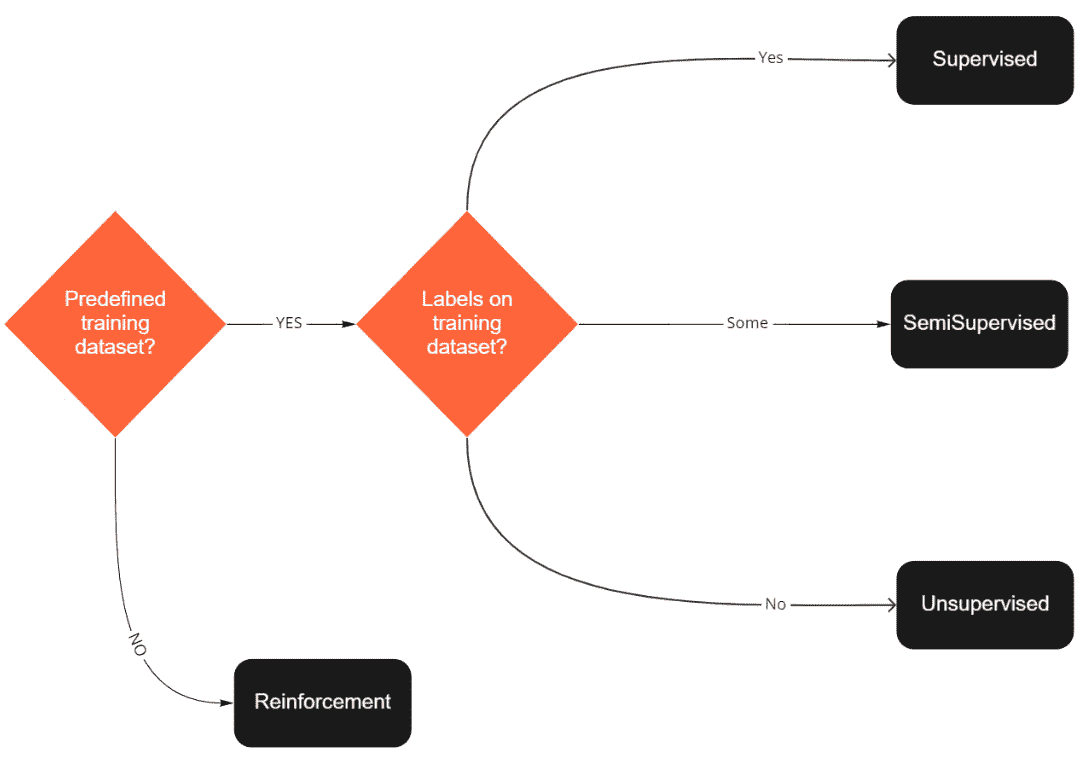 Yes
Supervised
Predefined
training
dataset?
YES
Labels on
training
dataset?
Some
SemiSupervised
No
Unsupervised
NO
Reinforcement